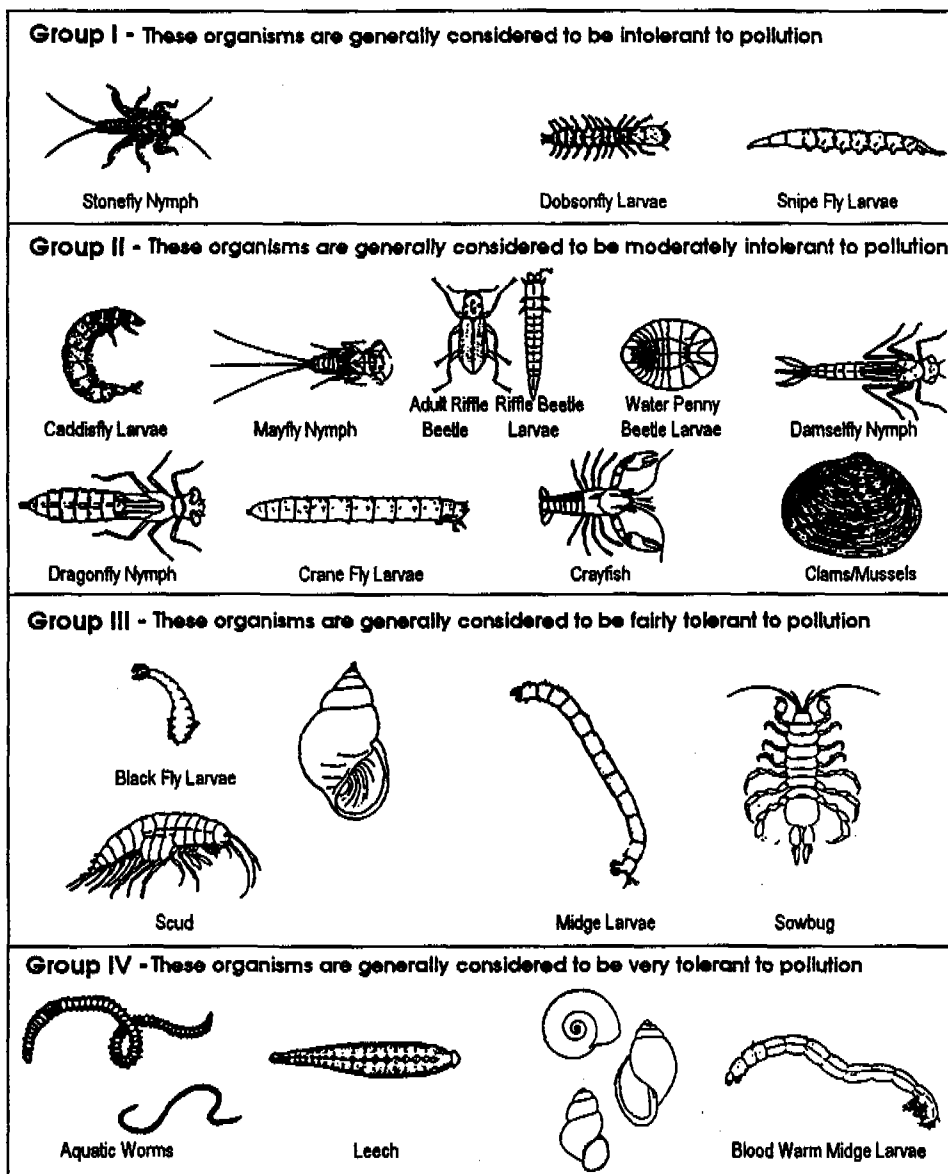 Group I - These organisms are generally considered to be intolerant to pollution
Stonefly Nymph
Dobsonfly Larvae
Snipe Fly Larvae
Group II - These organisms are generally considered to be moderately intolerant to pollution
Caddisfly Larvae
Mayfly Nymph
Adult Riffle
Beetle
Riffle Beetle
Larvae
Water Penny
Beetle Larvae
Damselfly Nymph
Dragonfly Nymph
Crane Fly Larvae
Crayfish
Clams/Mussels
Group III - These organisms are generally considered to be fairly tolerant to pollution
Black Fly Larvae
Scud
Midge Larvae
Sowbug
Group IV - These organisms are generally considered to be very tolerant to pollution
Aquatic Worms
Leech
Blood Warm Midge Larvae